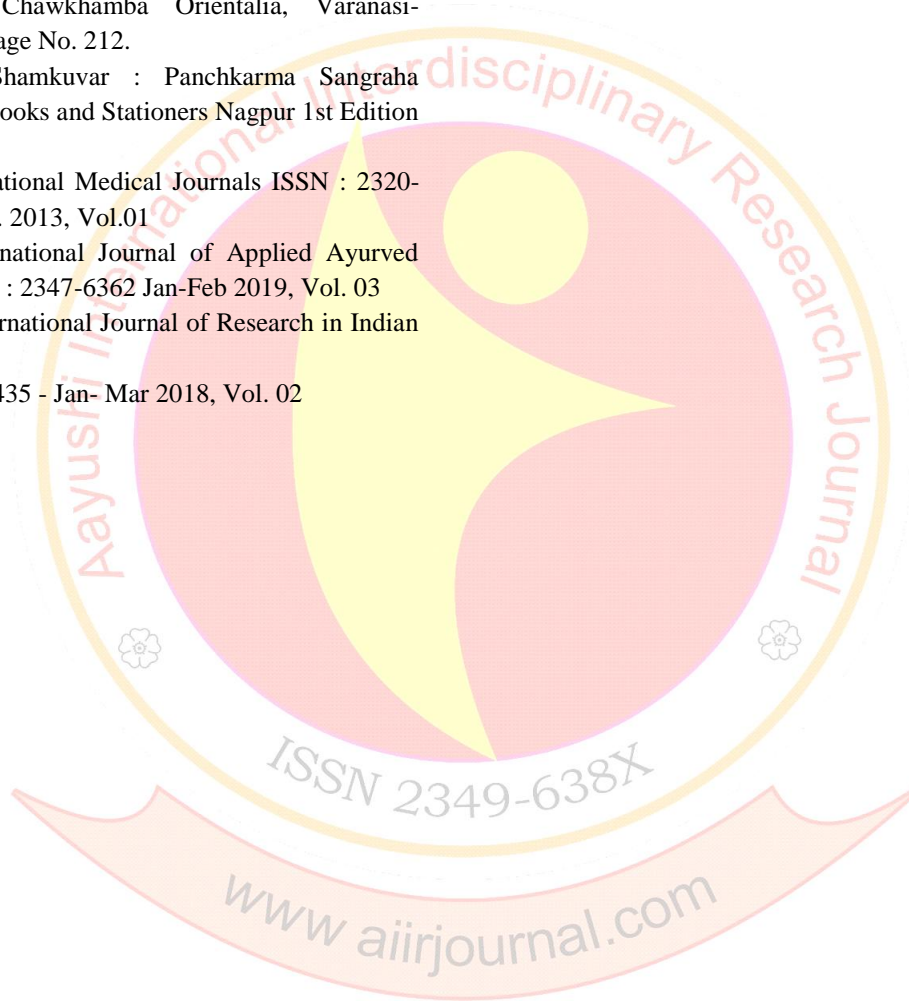 Chawkhamba Orientalia, Varanasi-
age No. 212.
Shamkuvar : Panchkarma Sangraha
ooks and Stationers Nagpur 1st Edition
ational Medical Journals ISSN : 2320-
. 2013, Vol.01
rnational Journal of Applied Ayurved
: 2347-6362 Jan-Feb 2019, Vol. 03
ernational Journal of Research in Indian
435 - Jan- Mar 2018, Vol. 02
Aayushi International Interdisciplinary Research Journal
ISSN 2349-638X
www aiirjournal.com